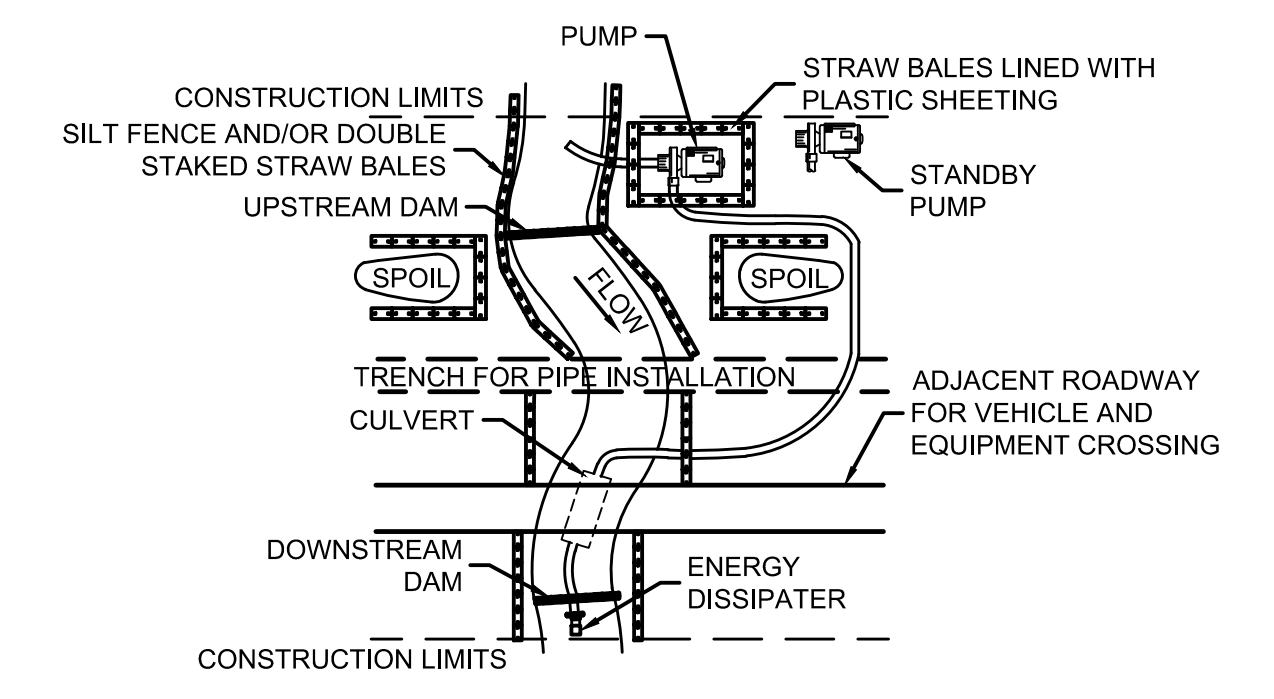 PUMP
STRAW BALES LINED WITH
PLASTIC SHEETING
CONSTRUCTION LIMITS
SILT FENCE AND/OR DOUBLE
STAKED STRAW BALES
STANDBY
PUMP
UPSTREAM DAM
SPOIL
FLOW
SPOIL
TRENCH FOR PIPE INSTALLATION
ADJACENT ROADWAY
FOR VEHICLE AND
EQUIPMENT CROSSING
CULVERT
DOWNSTREAM
DAM
ENERGY
DISSIPATER
CONSTRUCTION LIMITS